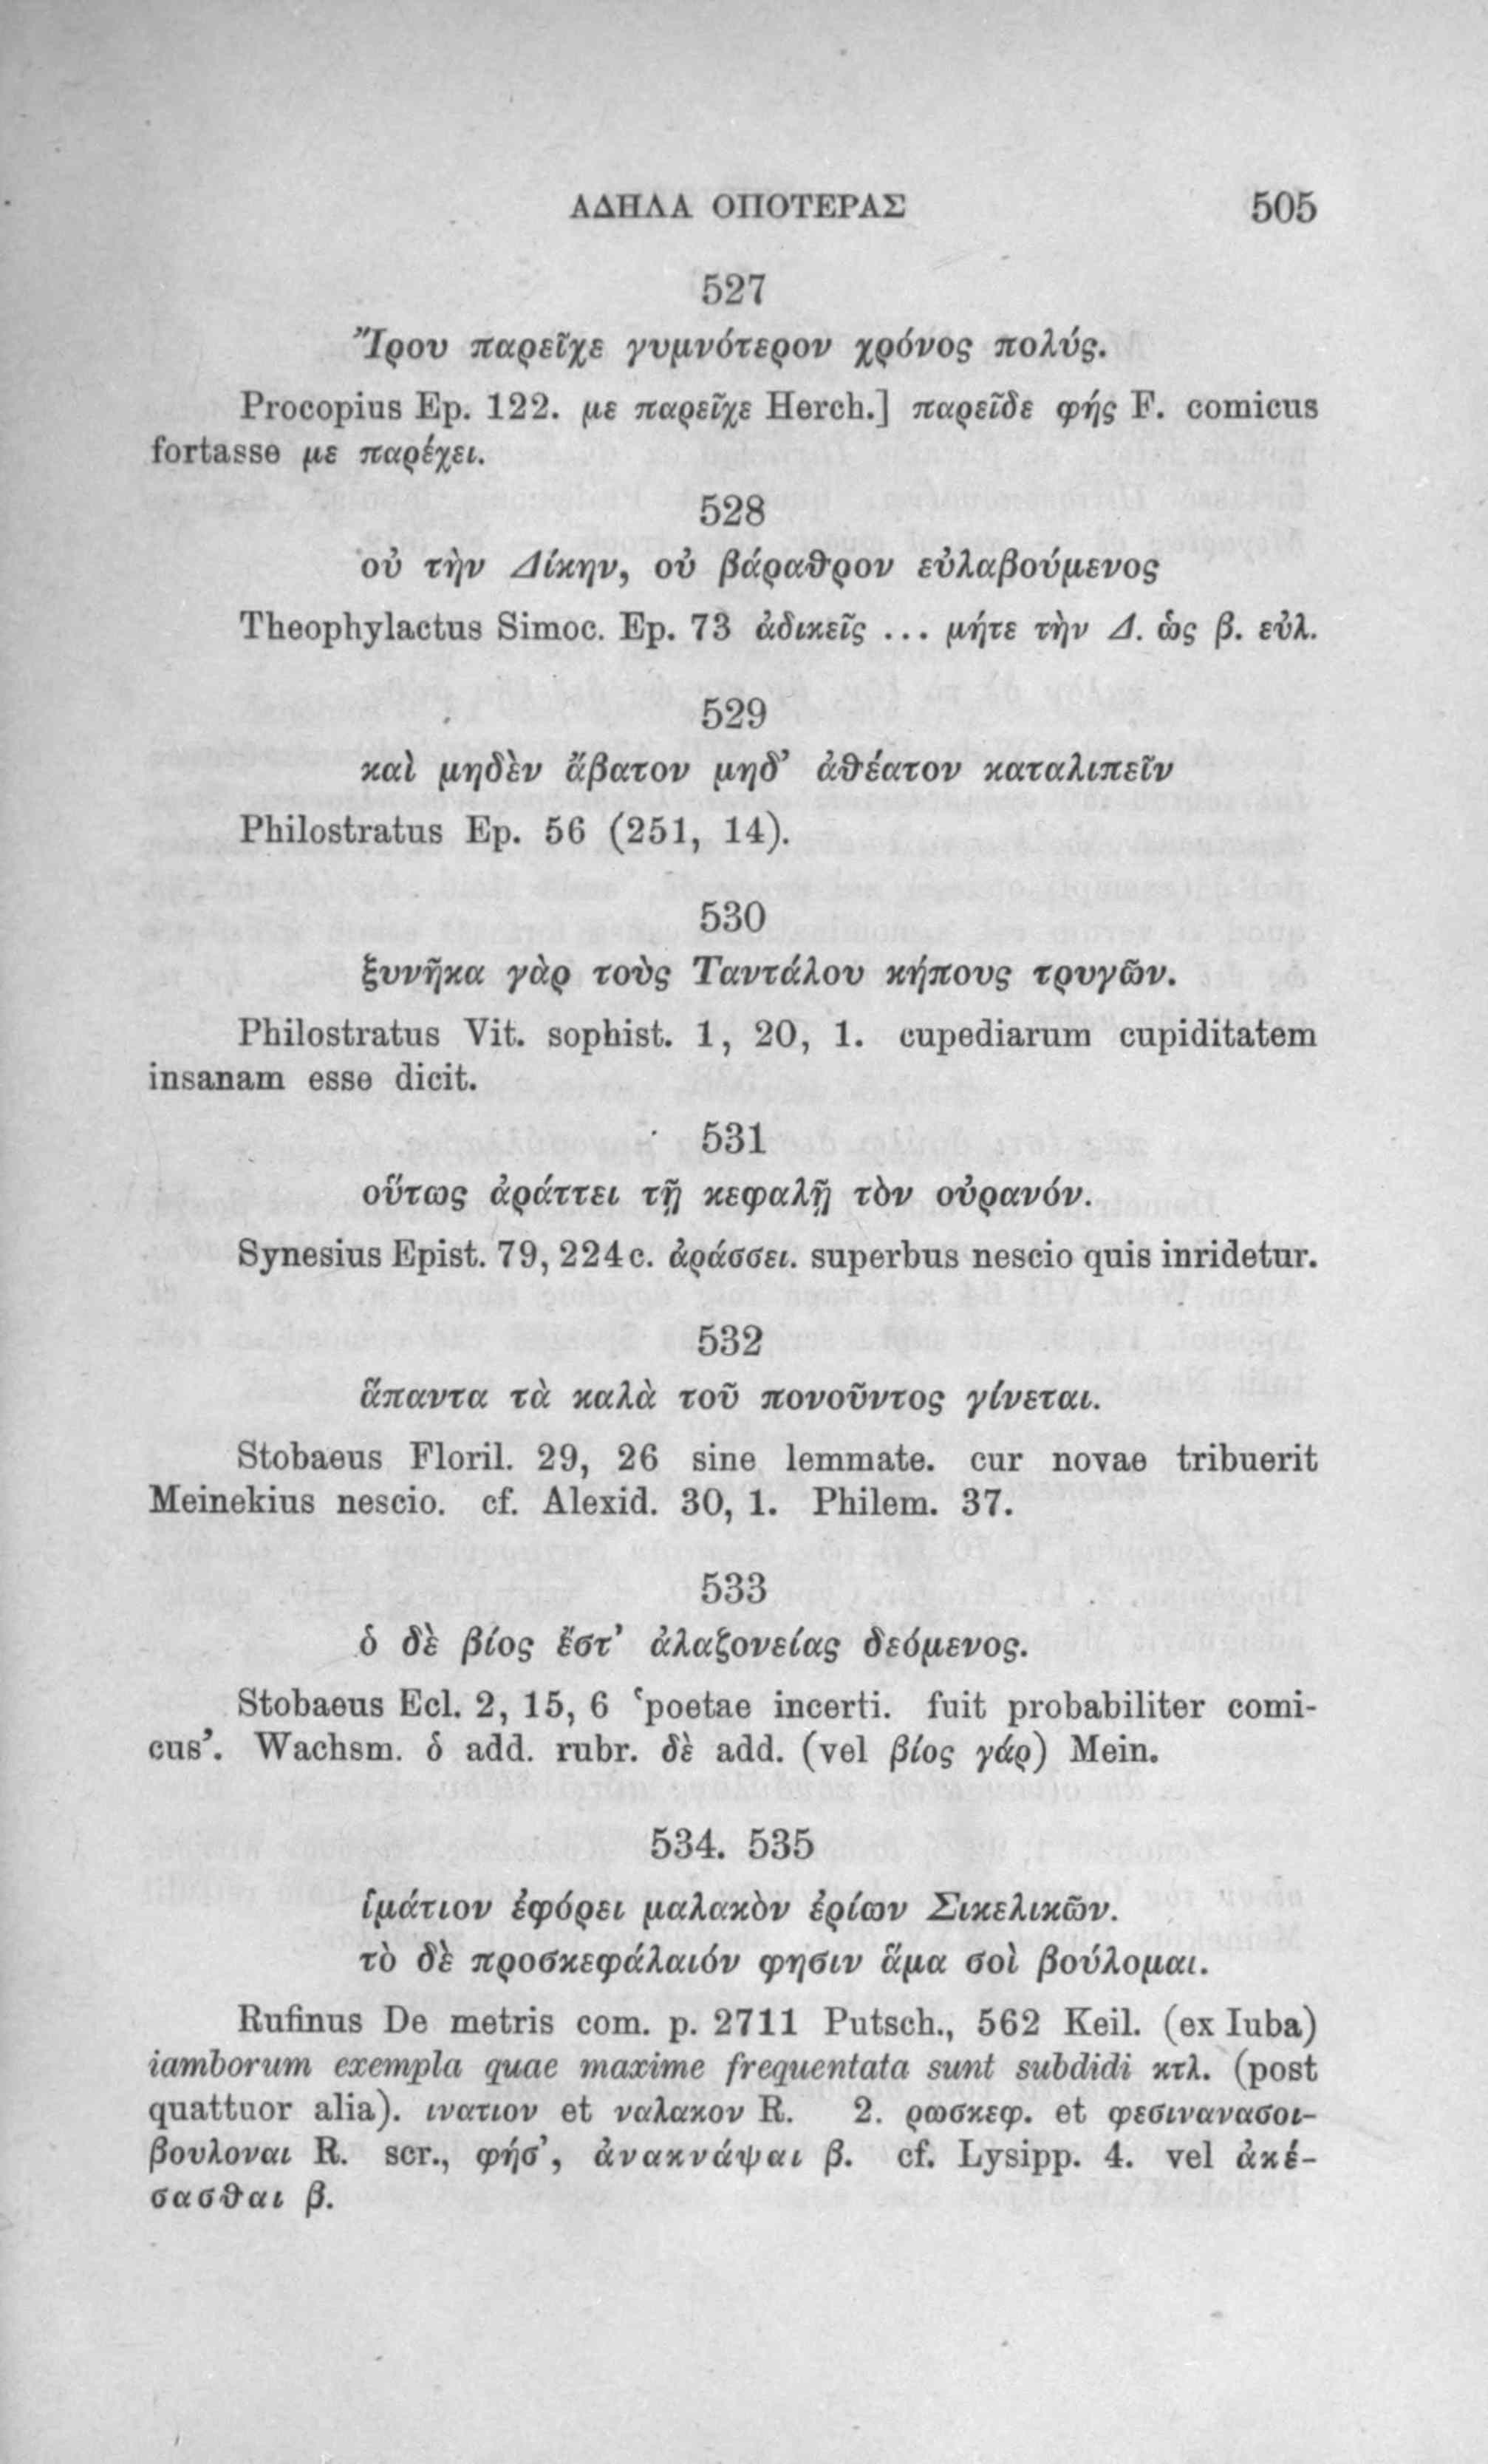 ΑΔΗΛΑ ΟΠΟΤΕΡΑΣ 505
527
Ἴρου παρεῖχε γυμνότερον χρόνος πολύς.
Procopius Ep. 122. με παρεῖχε Herch.] παρεῖδε φής F. comicus
fortasse με παρέχει.
528
οὐ τὴν Δίκην, οὐ βάραθρον εὐλαβούμενος
Theophylactus Simoc. Ep. 73 ἀδικεῖς ... μήτε τὴν Δ. ὡς β. εὐλ.
529
καὶ μηδὲν ἄβατον μηδ’ ἀθέατον καταλιπεῖν
Philostratus Ep. 56 (251, 14).
530
ξυνῆκα γὰρ τοὺς Ταντάλου κήπους τρυγῶν.
Philostratus Vit. sophist. 1, 20, 1. cupediarum cupiditatem
insanam esse dicit.
531
οὕτως ἀράττει τῇ κεφαλῇ τὸν οὐρανόν.
Synesius Epist. 79, 224c. ἀράσσει. superbus nescio quis inridetur.
532
ἅπαντα τὰ καλὰ τοῦ πονοῦντος γίνεται.
Stobaeus Floril. 29, 26 sine lemmate. cur novae tribuerit
Meinekius nescio. cf. Alexid. 30, 1. Philem. 37.
533
ὁ δὲ βίος ἔστ’ ἀλαζονείας δεόμενος.
Stobaeus Ecl. 2, 15, 6 ‘poetae incerti. fuit probabiliter comi-
cus’. Wachsm. ὁ add. rubr. δὲ add. (vel βίος γάρ) Mein.
534. 535
ἱμάτιον ἐφόρει μαλακὸν ἐρίων Σικελικῶν.
τὸ δὲ προσκεφάλαιόν φησιν ἅμα σοὶ βούλομαι.
Rufinus De metris com. p. 2711 Putsch., 562 Keil. (ex Iuba)
iamborum exempla quae maxime frequentata sunt subdidi κτλ. (post
quattuor alia). ινατιον et ναλακον R. 2. ρωσκεφ. et φεσινανασοι-
βουλοναι R. scr., φήσ’, ἀνακνάψαι β. cf. Lysipp. 4. vel ἀκέ-
σασθαι β.